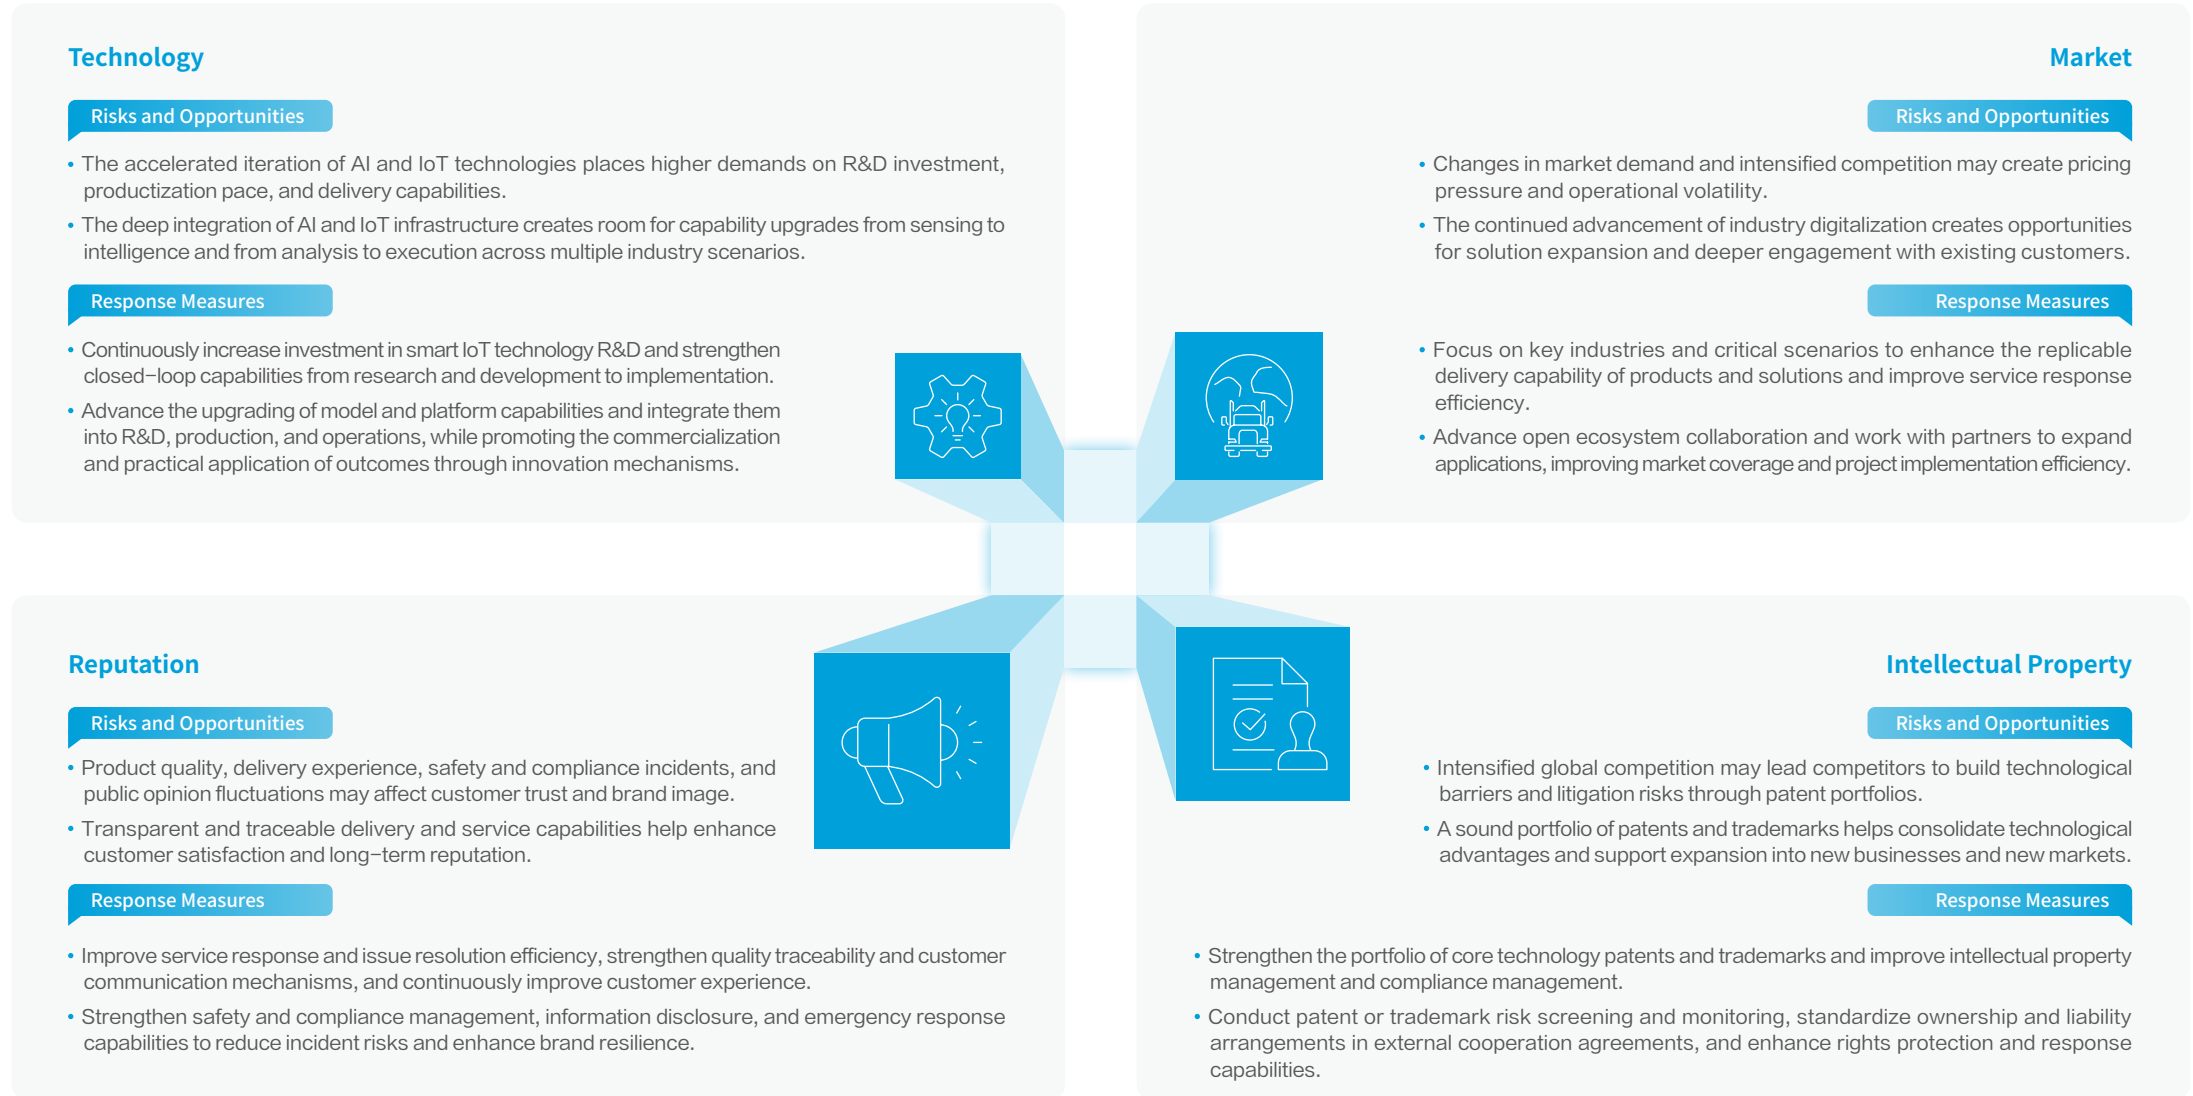 Technology
Risks and Opportunities
• The accelerated iteration of AI and IoT technologies places higher demands on R&D investment,
productization pace, and delivery capabilities.
• The deep integration of AI and IoT infrastructure creates room for capability upgrades from sensing to
intelligence and from analysis to execution across multiple industry scenarios.
Response Measures
• Continuously increase investment in smart IoT technology R&D and strengthen
closed-loop capabilities from research and development to implementation.
• Advance the upgrading of model and platform capabilities and integrate them
into R&D, production, and operations, while promoting the commercialization
and practical application of outcomes through innovation mechanisms.
Market
Risks and Opportunities
• Changes in market demand and intensified competition may create pricing
pressure and operational volatility.
• The continued advancement of industry digitalization creates opportunities
for solution expansion and deeper engagement with existing customers.
Response Measures
• Focus on key industries and critical scenarios to enhance the replicable
delivery capability of products and solutions and improve service response
efficiency.
• Advance open ecosystem collaboration and work with partners to expand
applications, improving market coverage and project implementation efficiency.
Reputation
Risks and Opportunities
• Product quality, delivery experience, safety and compliance incidents, and
public opinion fluctuations may affect customer trust and brand image.
• Transparent and traceable delivery and service capabilities help enhance
customer satisfaction and long-term reputation.
Response Measures
• Improve service response and issue resolution efficiency, strengthen quality traceability and customer
communication mechanisms, and continuously improve customer experience.
• Strengthen safety and compliance management, information disclosure, and emergency response
capabilities to reduce incident risks and enhance brand resilience.
Intellectual Property
Risks and Opportunities
• Intensified global competition may lead competitors to build technological
barriers and litigation risks through patent portfolios.
• A sound portfolio of patents and trademarks helps consolidate technological
advantages and support expansion into new businesses and new markets.
Response Measures
• Strengthen the portfolio of core technology patents and trademarks and improve intellectual property
management and compliance management.
• Conduct patent or trademark risk screening and monitoring, standardize ownership and liability
arrangements in external cooperation agreements, and enhance rights protection and response
capabilities.